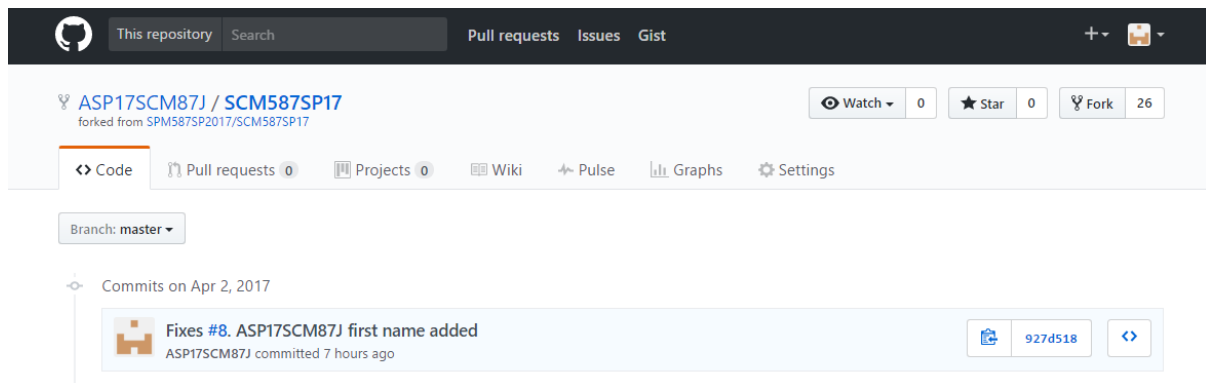 This repository Search Pull requests Issues Gist
ASP17SCM87J / SCM587SP17 Watch 0 Star 0 Fork 26
forked from SPM587SP2017/SCM587SP17
<> Code Pull requests 0 Projects 0 Wiki Pulse Graphs Settings
Branch: master
Commits on Apr 2, 2017
Fixes #8. ASP17SCM87J first name added
927d518 <>
ASP17SCM87J committed 7 hours ago